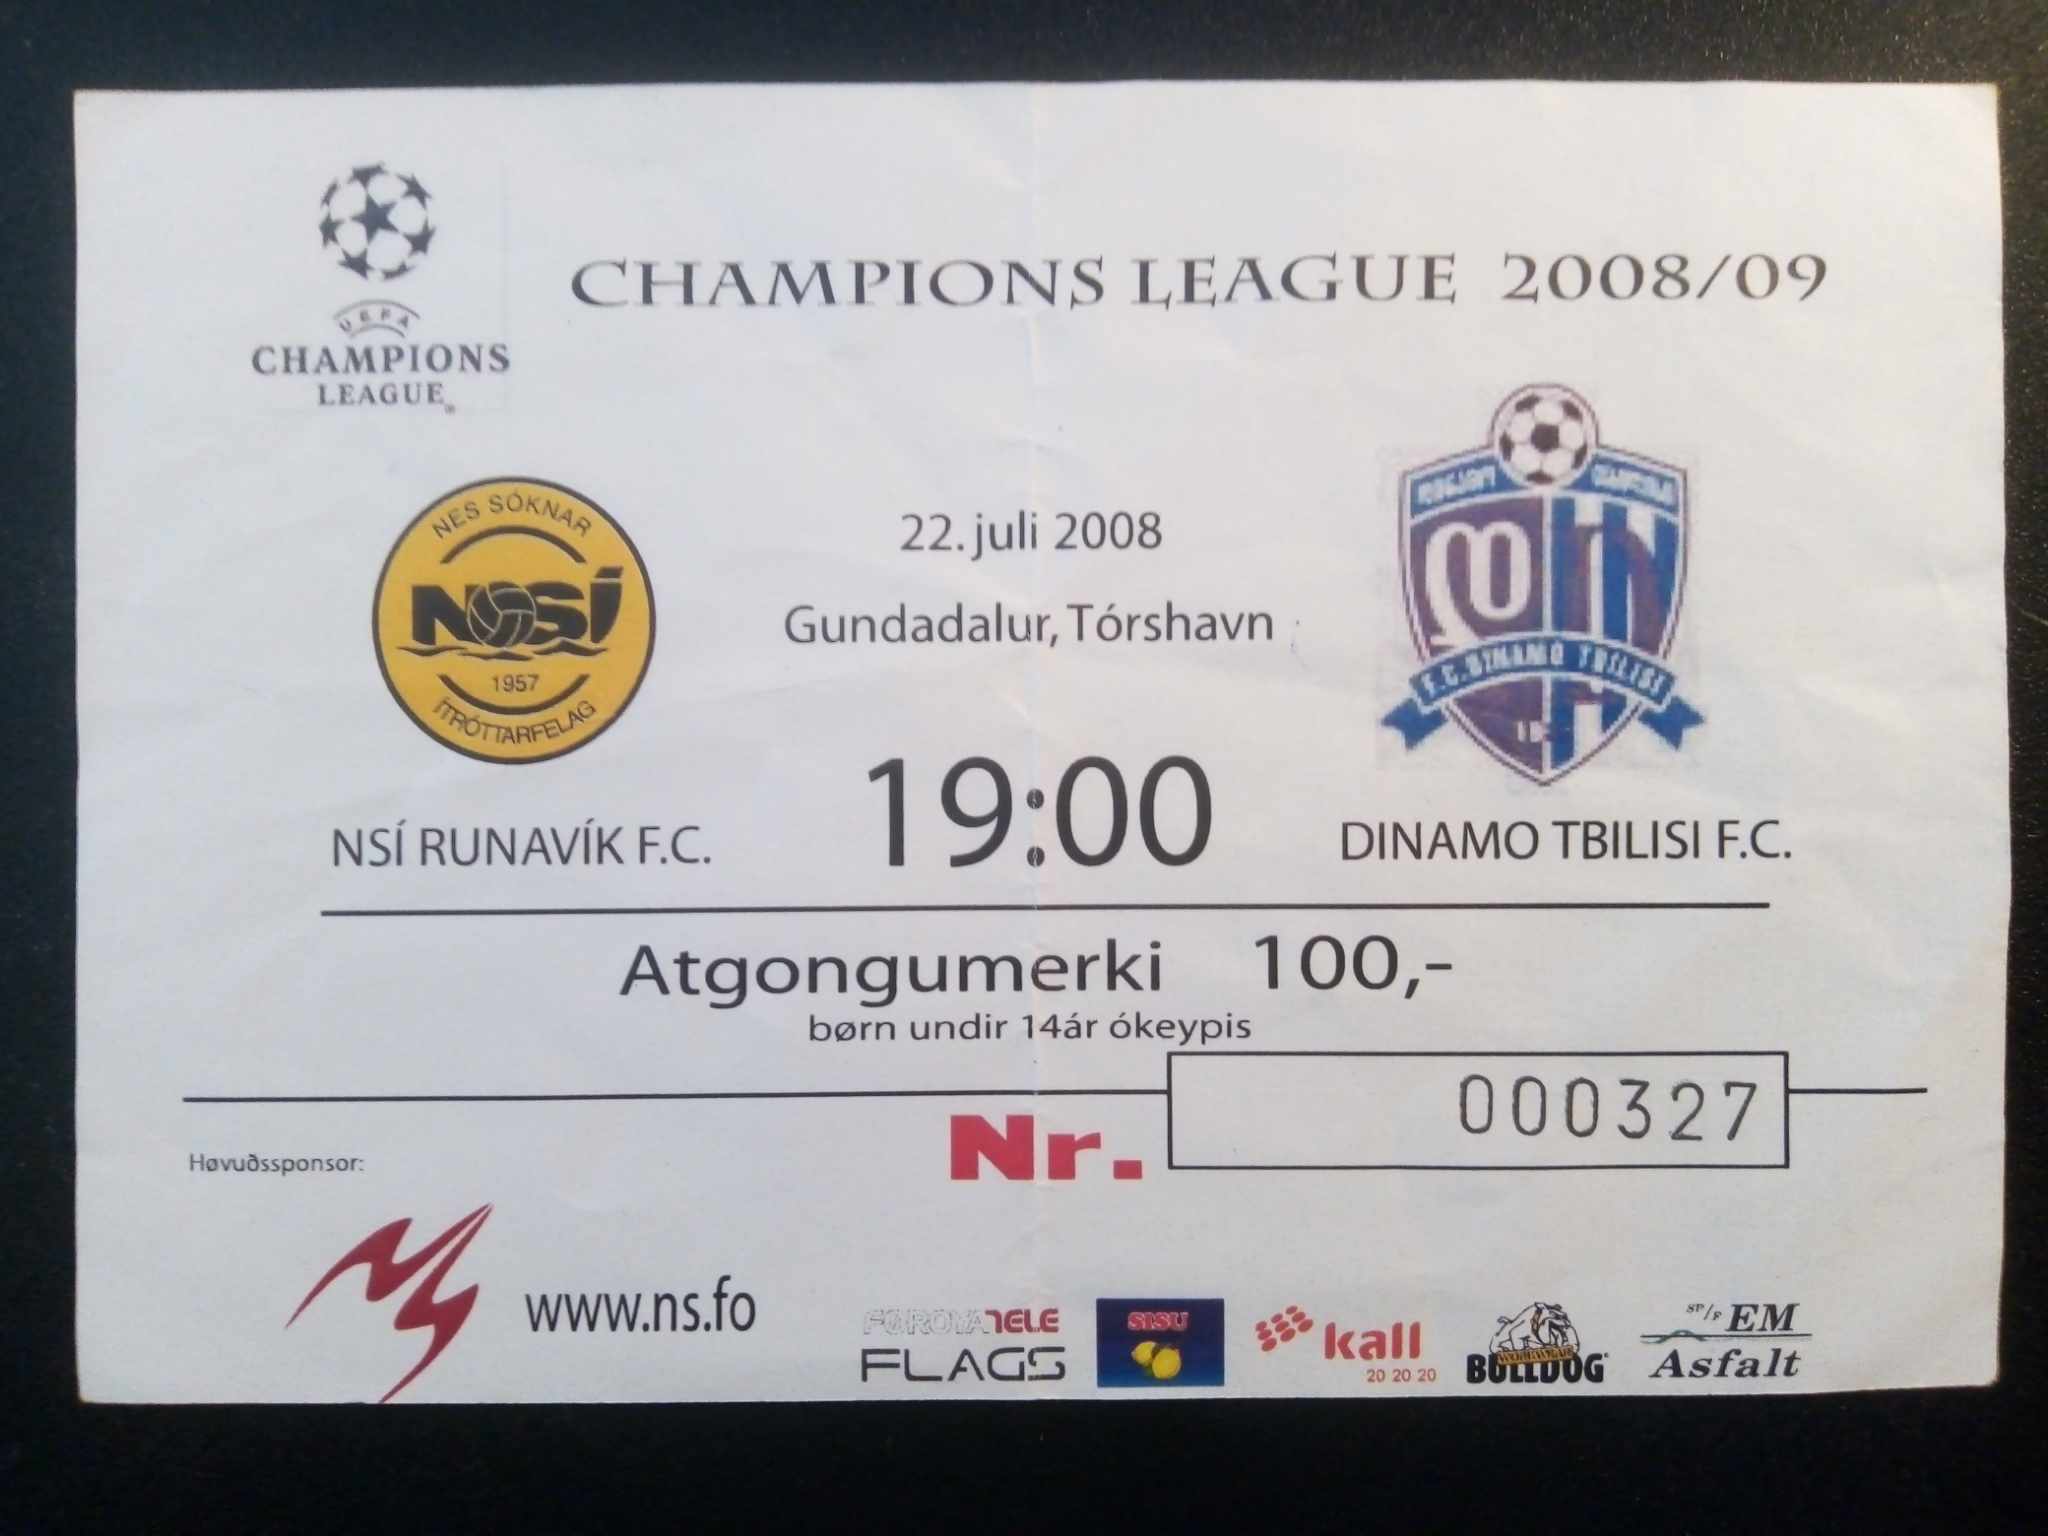 CHAMPIONS LEAGUE 2008/09
UEFA
CHAMPIONS
LEAGUE
NES SÓKNAR
NSÍ
1957
ÍTRÓTTARFELAG
22. juli 2008
Gundadalur, Tórshavn
F.C. DINAMO TBILISI
NSÍ RUNAVÍK F.C.
19:00
DINAMO TBILISI F.C.
Atgongumerki 100,-
børn undir 14ár ókeypis
Nr. 000327
Høvuðssponsor:
www.ns.fo
FØROYATELE
FLAGS
SISU
kall
20 20 20
WORKWEAR
BULLDOG
SP/F EM
Asfalt